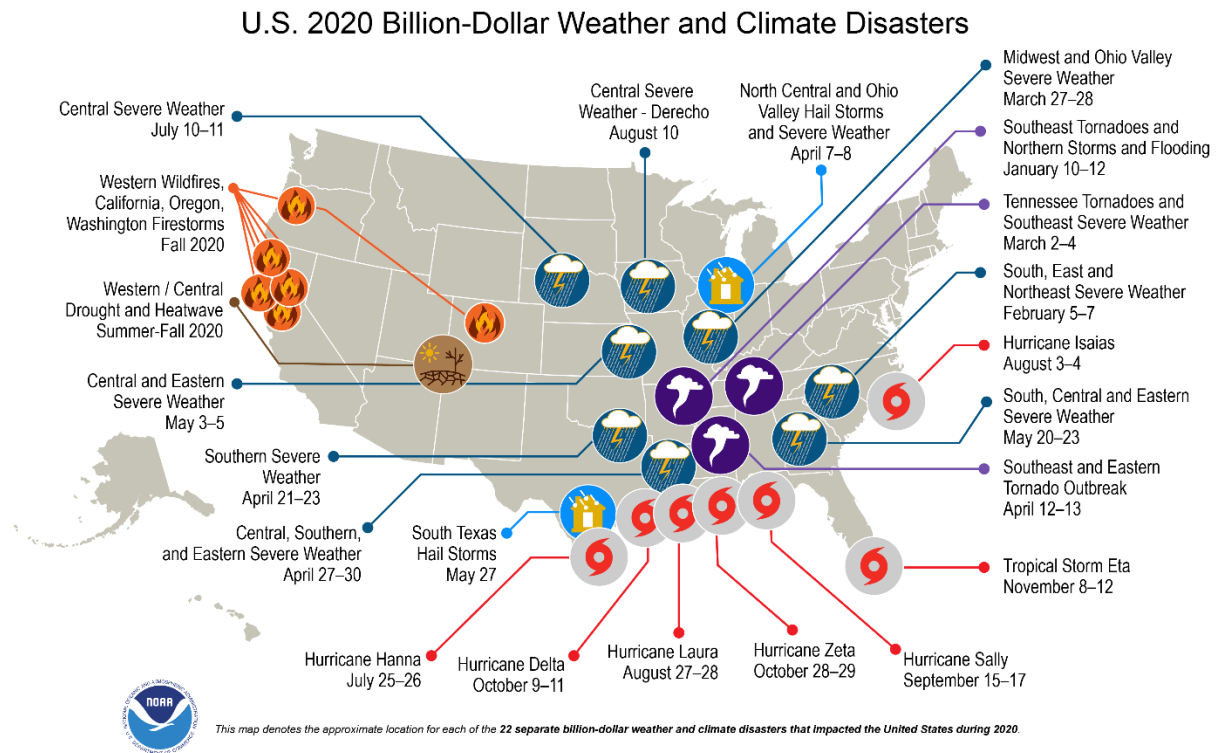 U.S. 2020 Billion-Dollar Weather and Climate Disasters
Central Severe Weather
July 10–11
Central Severe
Weather - Derecho
August 10
North Central and Ohio
Valley Hail Storms
and Severe Weather
April 7–8
Midwest and Ohio Valley
Severe Weather
March 27–28
Southeast Tornadoes and
Northern Storms and Flooding
January 10–12
Tennessee Tornadoes and
Southeast Severe Weather
March 2–4
South, East and
Northeast Severe Weather
February 5–7
Hurricane Isaias
August 3–4
South, Central and Eastern
Severe Weather
May 20–23
Southeast and Eastern
Tornado Outbreak
April 12–13
Tropical Storm Eta
November 8–12
Western Wildfires,
California, Oregon,
Washington Firestorms
Fall 2020
Western / Central
Drought and Heatwave
Summer-Fall 2020
Central and Eastern
Severe Weather
May 3–5
Southern Severe
Weather
April 21–23
Central, Southern,
and Eastern Severe Weather
April 27–30
South Texas
Hail Storms
May 27
Hurricane Hanna
July 25–26
Hurricane Delta
October 9–11
Hurricane Laura
August 27–28
Hurricane Zeta
October 28–29
Hurricane Sally
September 15–17
NOAA
This map denotes the approximate location for each of the 22 separate billion-dollar weather and climate disasters that impacted the United States during 2020.